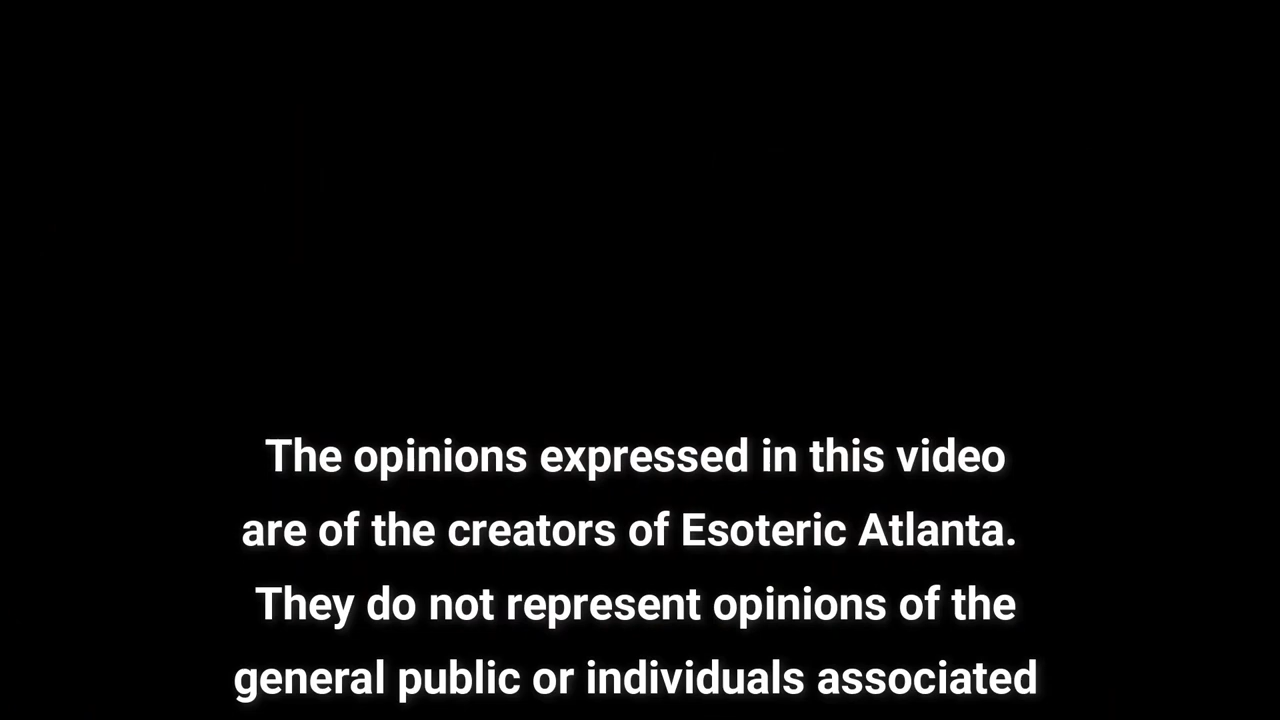 The opinions expressed in this video
are of the creators of Esoteric Atlanta.
They do not represent opinions of the
general public or individuals associated